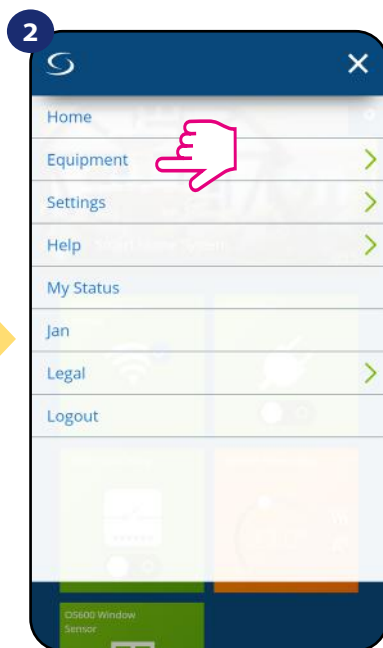 2
Home
Equipment
Settings
Help
My Status
Jan
Legal
Logout
OS600 Window
Sensor